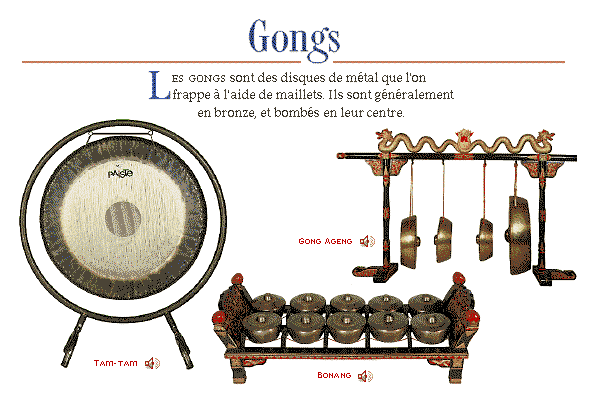 Gongs
LES GONGS sont des disques de métal que l'on
frappe à l'aide de maillets. Ils sont généralement
en bronze, et bombés en leur centre.
PAISTE
GONG AGENG
TAM-TAM
BONANG